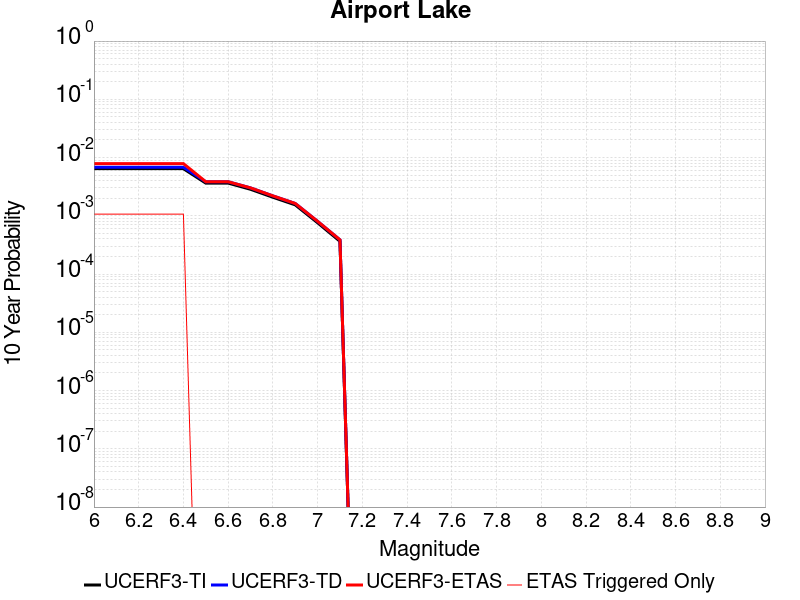 Airport Lake
10 0
10 -1
10 -2
10 -3
10 -4
10 -5
10 -6
10 -7
10 -8
10 Year Probability
6 6.2 6.4 6.6 6.8 7 7.2 7.4 7.6 7.8 8 8.2 8.4 8.6 8.8 9
Magnitude
UCERF3-TI UCERF3-TD UCERF3-ETAS ETAS Triggered Only